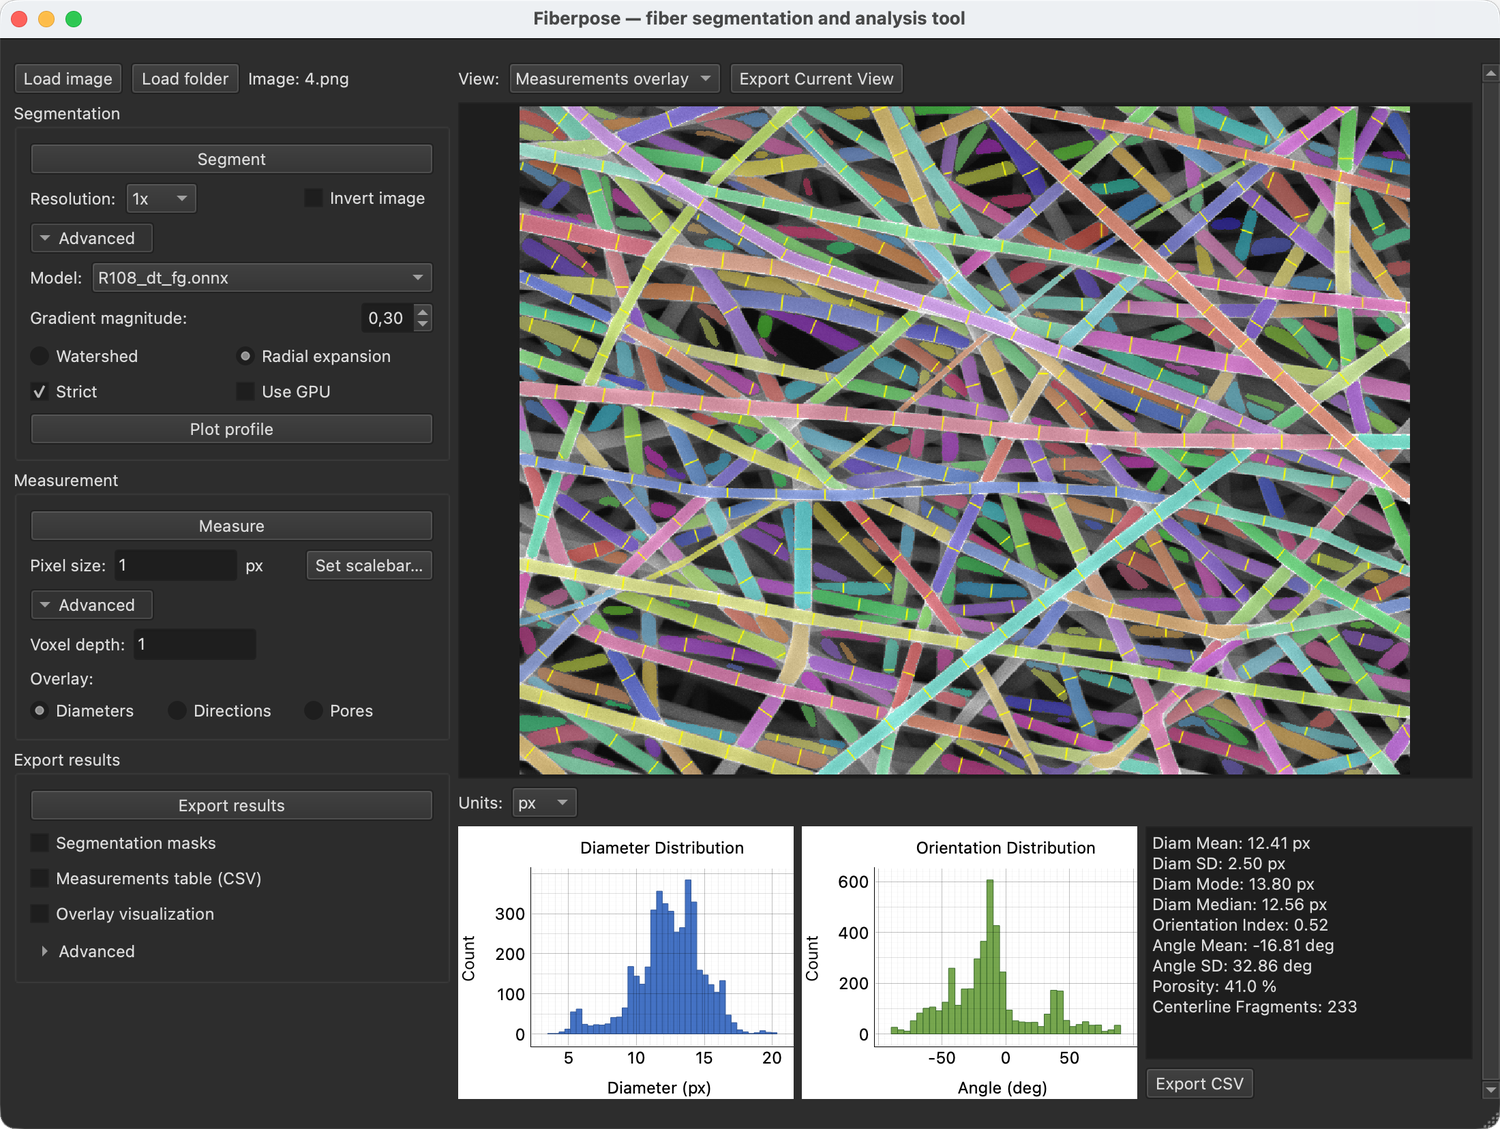 Fiberpose — fiber segmentation and analysis tool
Load image
Load folder
Image: 4.png
View:
Measurements overlay
Export Current View
Segmentation
Segment
Resolution:
1x
Invert image
Advanced
Model:
R108_dt_fg.onnx
Gradient magnitude:
0,30
Watershed
Radial expansion
Strict
Use GPU
Plot profile
Measurement
Measure
Pixel size:
1
px
Set scalebar...
Advanced
Voxel depth:
1
Overlay:
Diameters
Directions
Pores
Export results
Export results
Segmentation masks
Measurements table (CSV)
Overlay visualization
Advanced
Units:
px
Diameter Distribution
Count
300
200
100
0
5
10
15
20
Diameter (px)
Orientation Distribution
Count
600
400
200
0
-50
0
50
Angle (deg)
Diam Mean: 12.41 px
Diam SD: 2.50 px
Diam Mode: 13.80 px
Diam Median: 12.56 px
Orientation Index: 0.52
Angle Mean: -16.81 deg
Angle SD: 32.86 deg
Porosity: 41.0 %
Centerline Fragments: 233
Export CSV